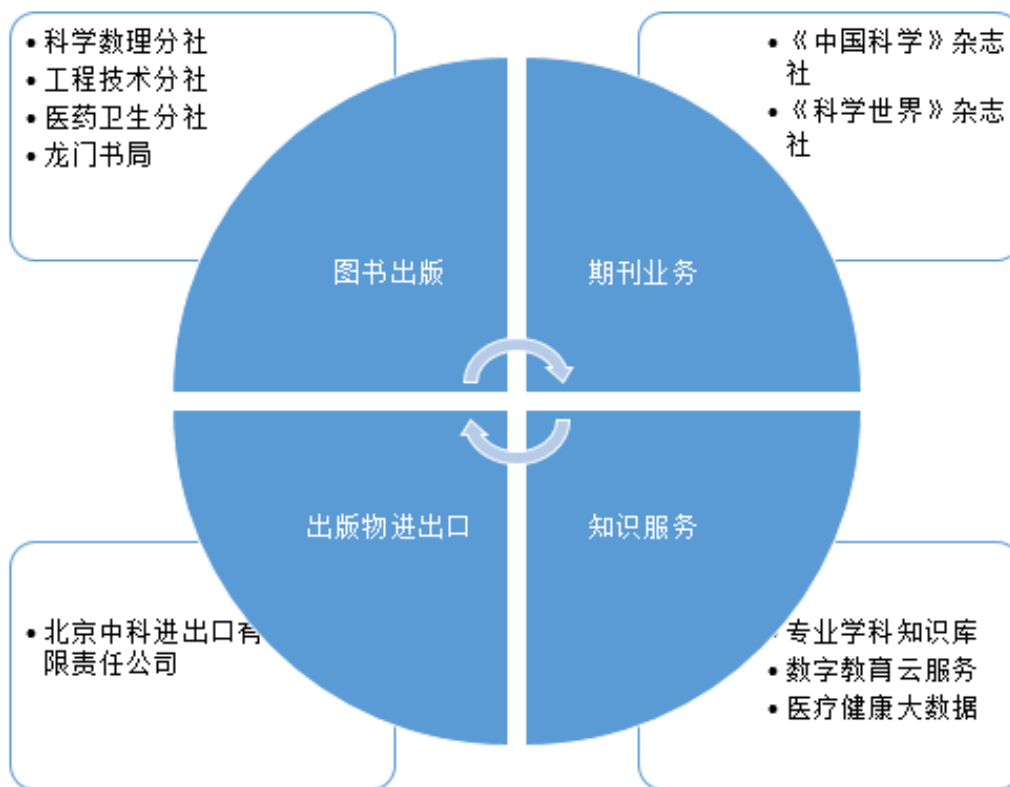 科学数理分社
工程技术分社
医药卫生分社
龙门书局
《中国科学》杂志
社
《科学世界》杂志
社
图书出版
期刊业务
出版物进出口
知识服务
北京中科进出口有
限责任公司
专业学科知识库
数字教育云服务
医疗健康大数据